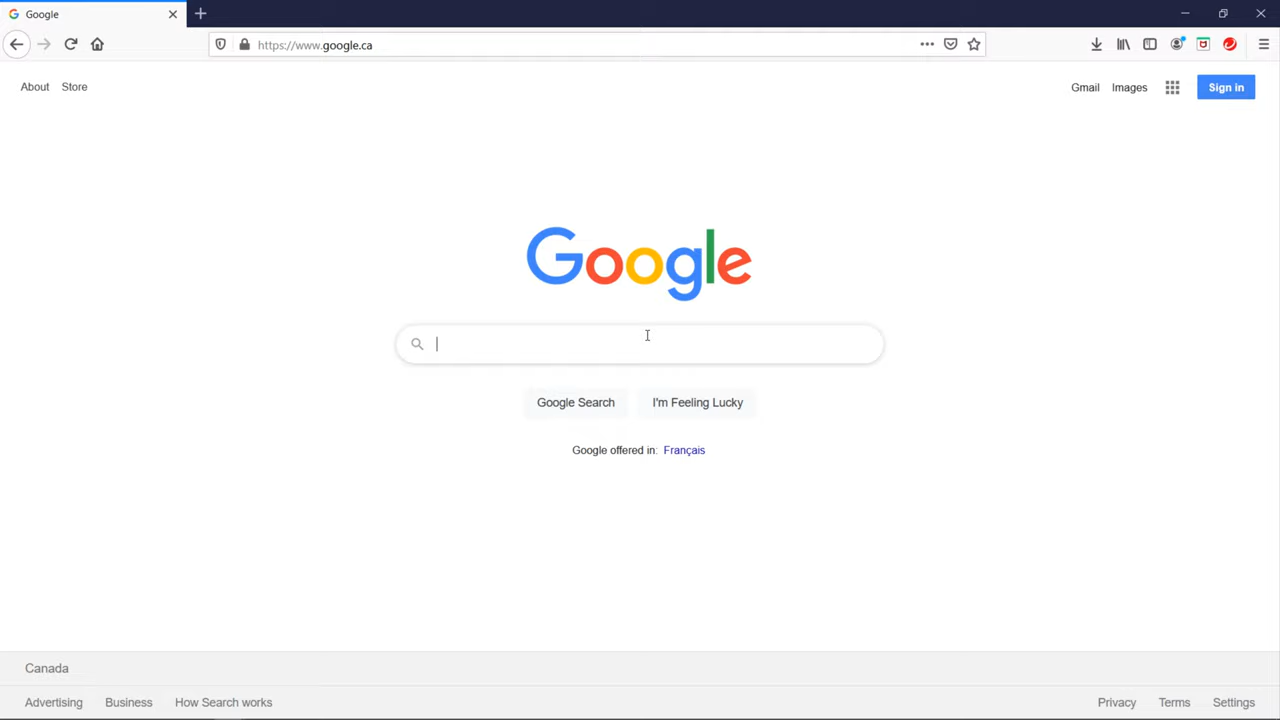 Google
https://www.google.ca
About Store
Gmail Images Sign in
Google
Google Search I'm Feeling Lucky
Google offered in: Français
Canada
Advertising Business How Search works
Privacy Terms Settings